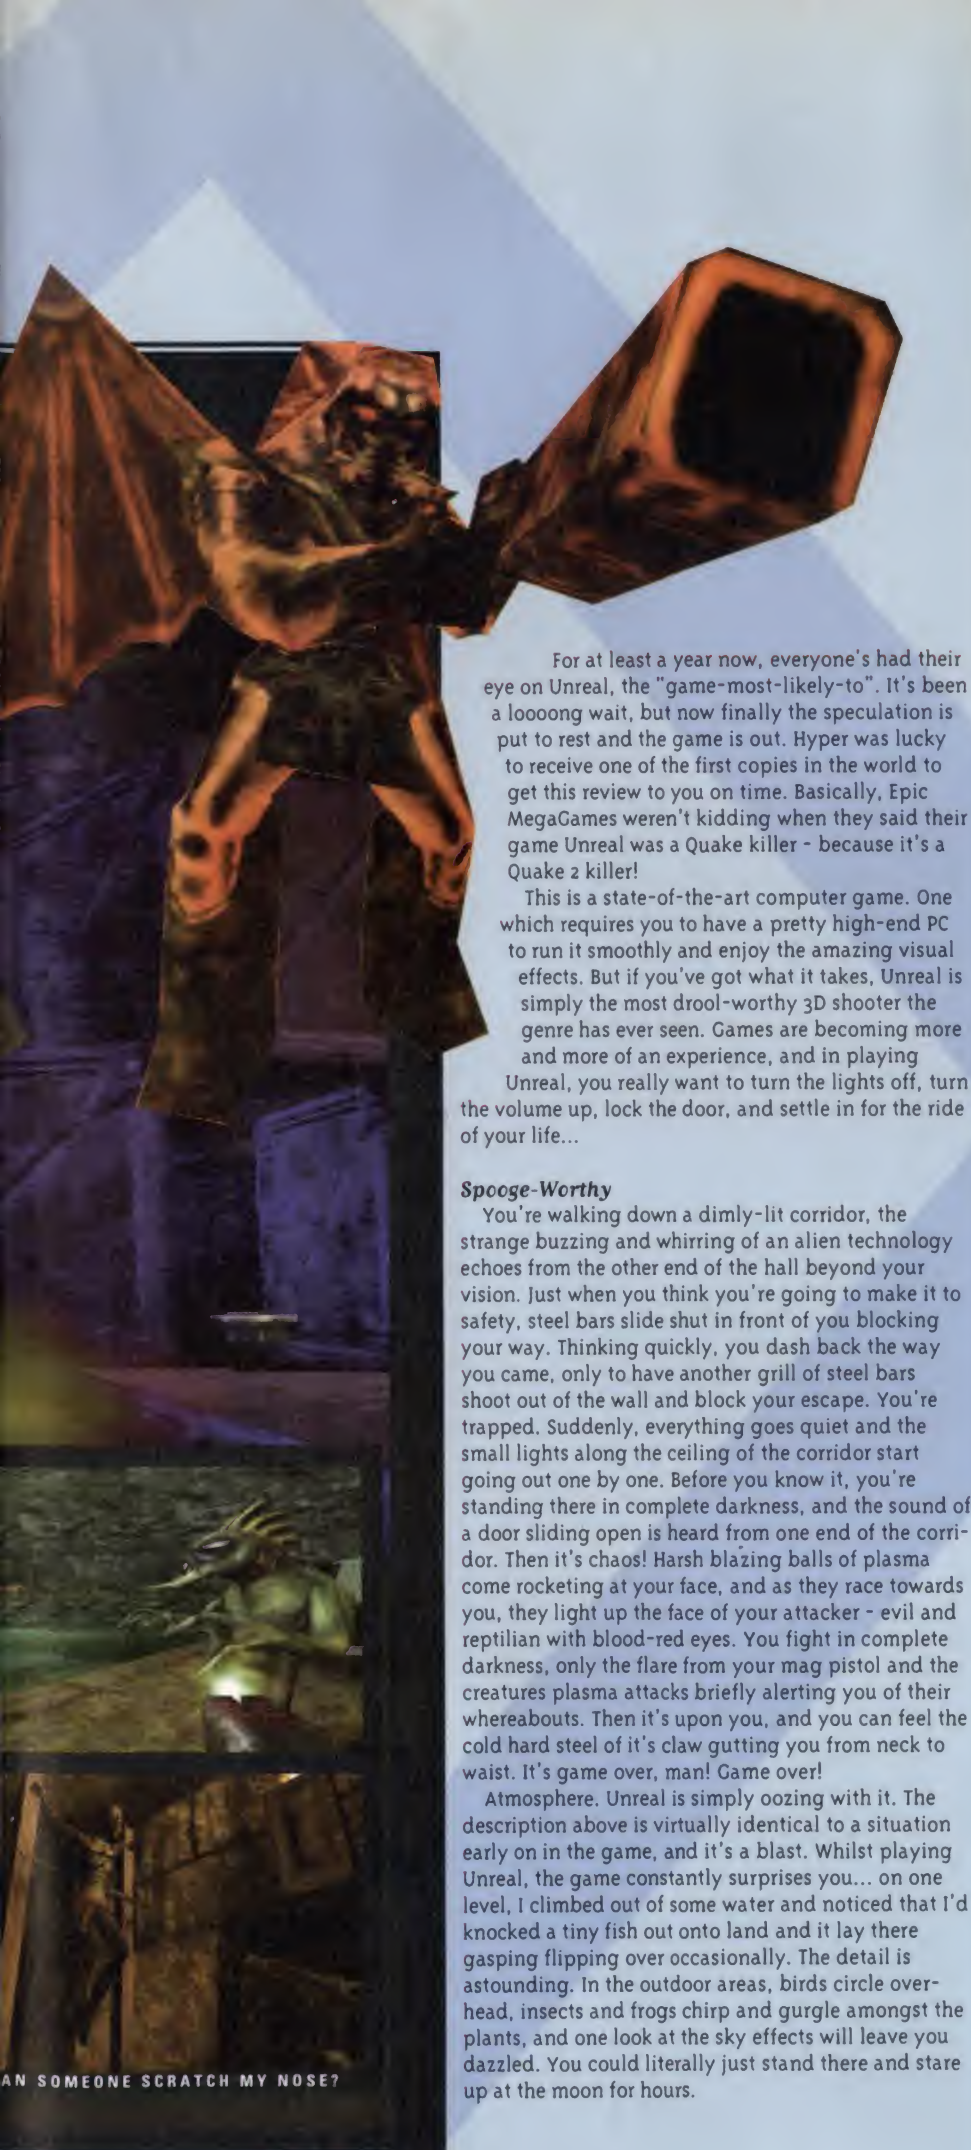 For at least a year now, everyone's had their
eye on Unreal, the "game-most-likely-to". It's been
a loooong wait, but now finally the speculation is
put to rest and the game is out. Hyper was lucky
to receive one of the first copies in the world to
get this review to you on time. Basically, Epic
MegaGames weren't kidding when they said their
game Unreal was a Quake killer - because it's a
Quake 2 killer!
This is a state-of-the-art computer game. One
which requires you to have a pretty high-end PC
to run it smoothly and enjoy the amazing visual
effects. But if you've got what it takes, Unreal is
simply the most drool-worthy 3D shooter the
genre has ever seen. Games are becoming more
and more of an experience, and in playing
Unreal, you really want to turn the lights off, turn
the volume up, lock the door, and settle in for the ride
of your life...
Spooge-Worthy
You're walking down a dimly-lit corridor, the
strange buzzing and whirring of an alien technology
echoes from the other end of the hall beyond your
vision. Just when you think you're going to make it to
safety, steel bars slide shut in front of you blocking
your way. Thinking quickly, you dash back the way
you came, only to have another grill of steel bars
shoot out of the wall and block your escape. You're
trapped. Suddenly, everything goes quiet and the
small lights along the ceiling of the corridor start
going out one by one. Before you know it, you're
standing there in complete darkness, and the sound of
a door sliding open is heard from one end of the corri-
dor. Then it's chaos! Harsh blazing balls of plasma
come rocketing at your face, and as they race towards
you, they light up the face of your attacker - evil and
reptilian with blood-red eyes. You fight in complete
darkness, only the flare from your mag pistol and the
creatures plasma attacks briefly alerting you of their
whereabouts. Then it's upon you, and you can feel the
cold hard steel of it's claw gutting you from neck to
waist. It's game over, man! Game over!
Atmosphere. Unreal is simply oozing with it. The
description above is virtually identical to a situation
early on in the game, and it's a blast. Whilst playing
Unreal, the game constantly surprises you... on one
level, I climbed out of some water and noticed that I'd
knocked a tiny fish out onto land and it lay there
gasping flipping over occasionally. The detail is
astounding. In the outdoor areas, birds circle over-
head, insects and frogs chirp and gurgle amongst the
plants, and one look at the sky effects will leave you
dazzled. You could literally just stand there and stare
up at the moon for hours.
AN SOMEONE SCRATCH MY NOSE?